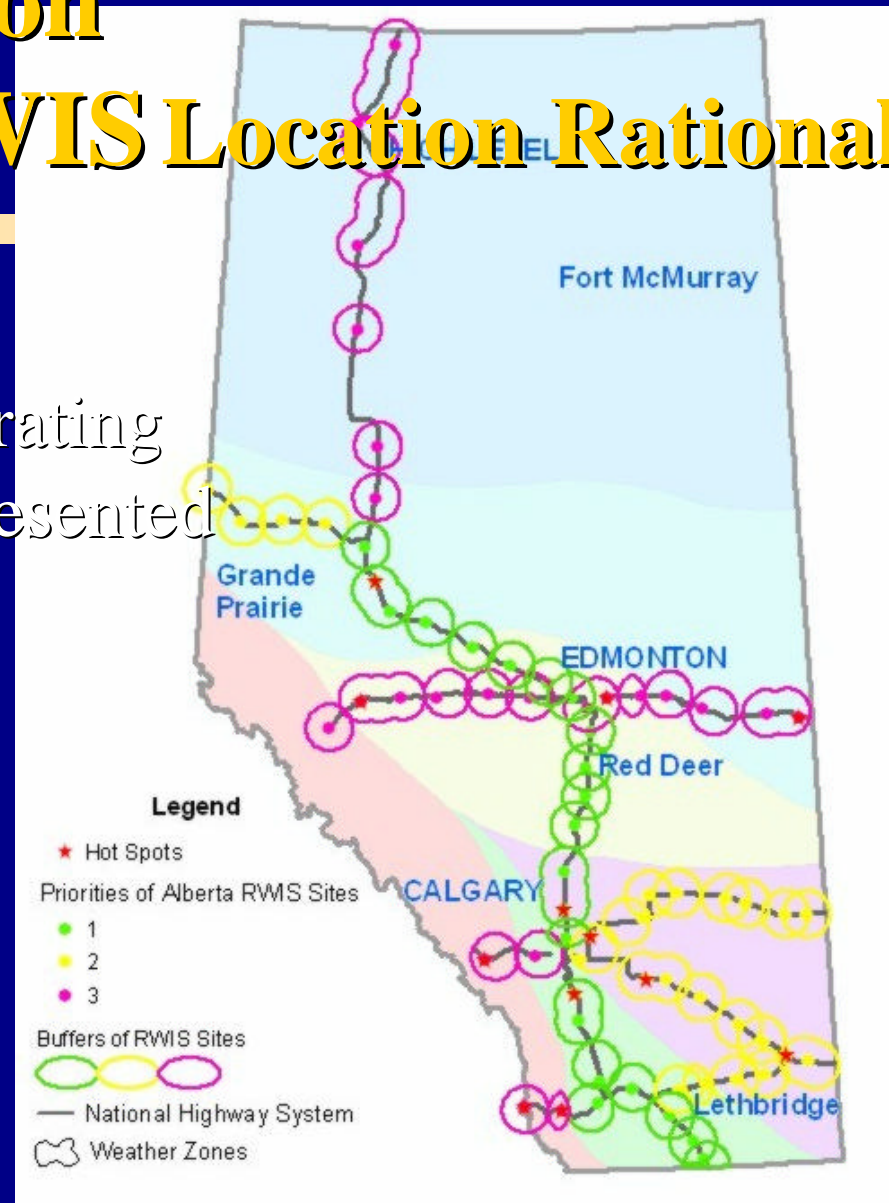 on
WIS Location Rational
Fort McMurray
rating
esented
Grande
Prairie
EDMONTON
Red Deer
Legend
Hot Spots
Priorities of Alberta RWIS Sites
CALGARY
1
2
3
Buffers of RWIS Sites
National Highway System
Lethbridge
Weather Zones